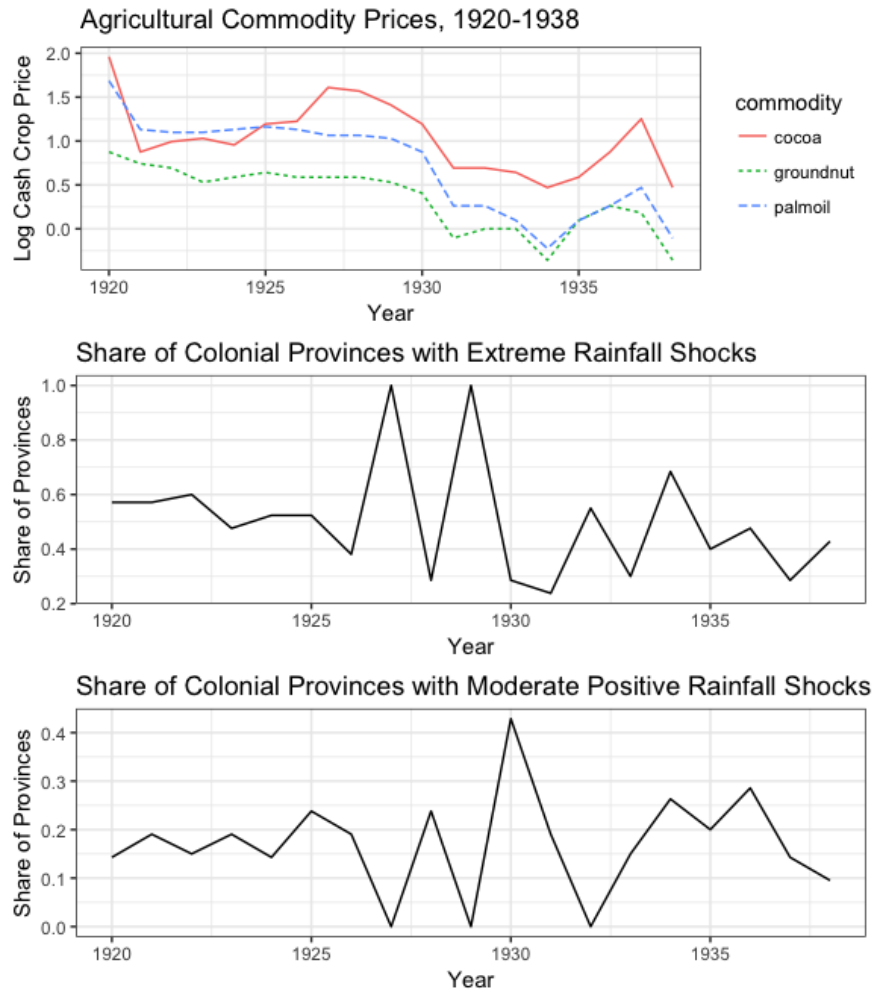 Agricultural Commodity Prices, 1920-1938
Log Cash Crop Price
2.0
1.5
1.0
0.5
0.0
1920 1925 1930 1935
Year
commodity
cocoa
groundnut
palmoil
Share of Colonial Provinces with Extreme Rainfall Shocks
Share of Provinces
1.0
0.8
0.6
0.4
0.2
1920 1925 1930 1935
Year
Share of Colonial Provinces with Moderate Positive Rainfall Shocks
Share of Provinces
0.4
0.3
0.2
0.1
0.0
1920 1925 1930 1935
Year